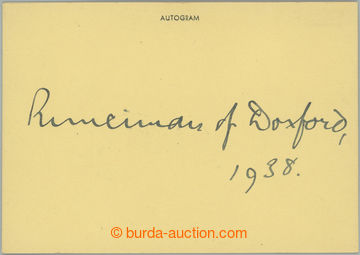 AUTOGRAM
Runciman of Doxford,
1938.
burda-auction.com